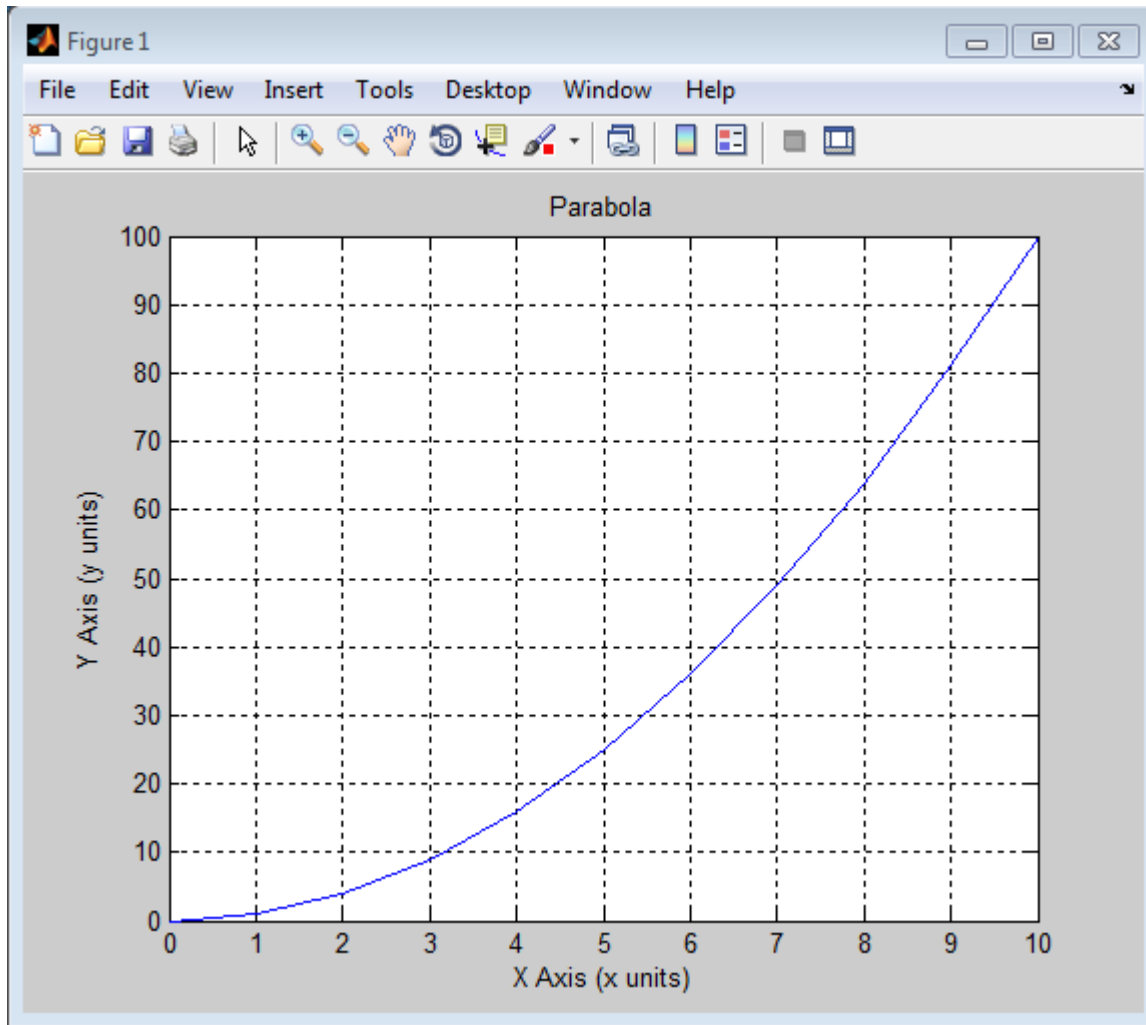 Figure 1
File Edit View Insert Tools Desktop Window Help
Parabola
100
90
80
70
60
50
40
30
20
10
0
Y Axis (y units)
0 1 2 3 4 5 6 7 8 9 10
X Axis (x units)